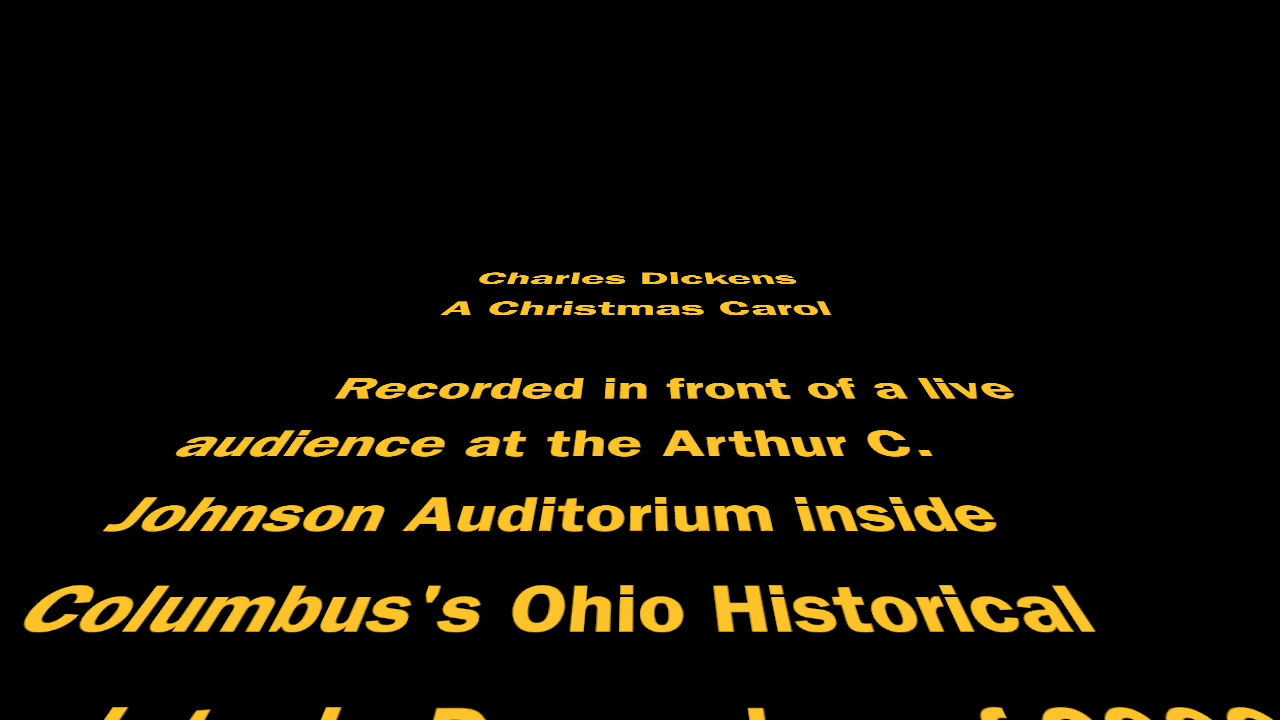 Charles Dickens
A Christmas Carol
Recorded in front of a live
audience at the Arthur C.
Johnson Auditorium inside
Columbus's Ohio Historical